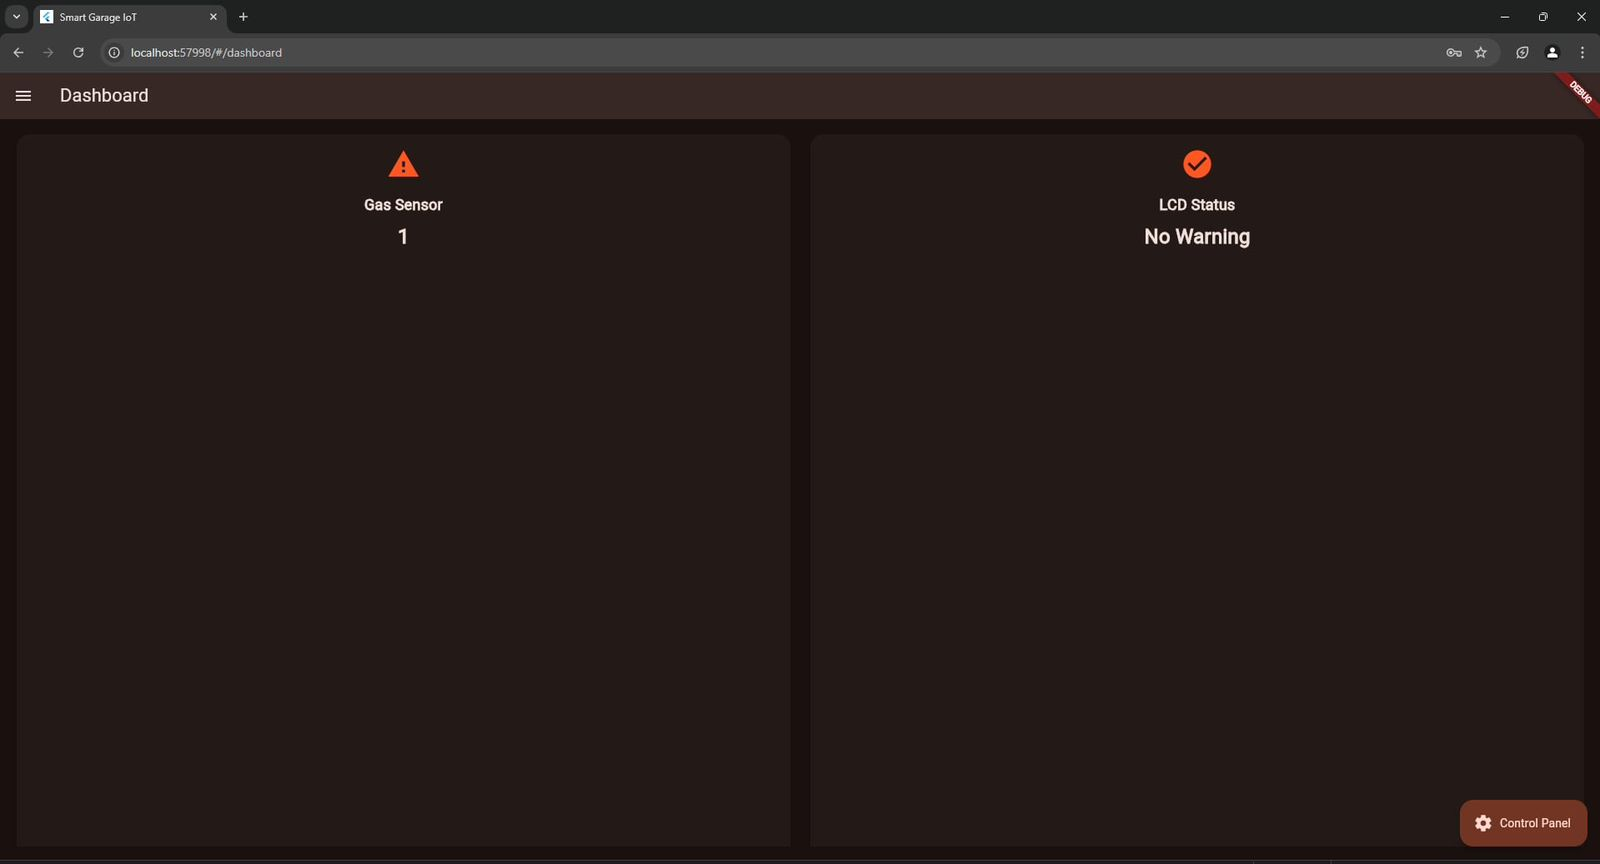 Smart Garage IoT
localhost:57998/#/dashboard
Dashboard
DEBUG
Gas Sensor
1
LCD Status
No Warning
Control Panel